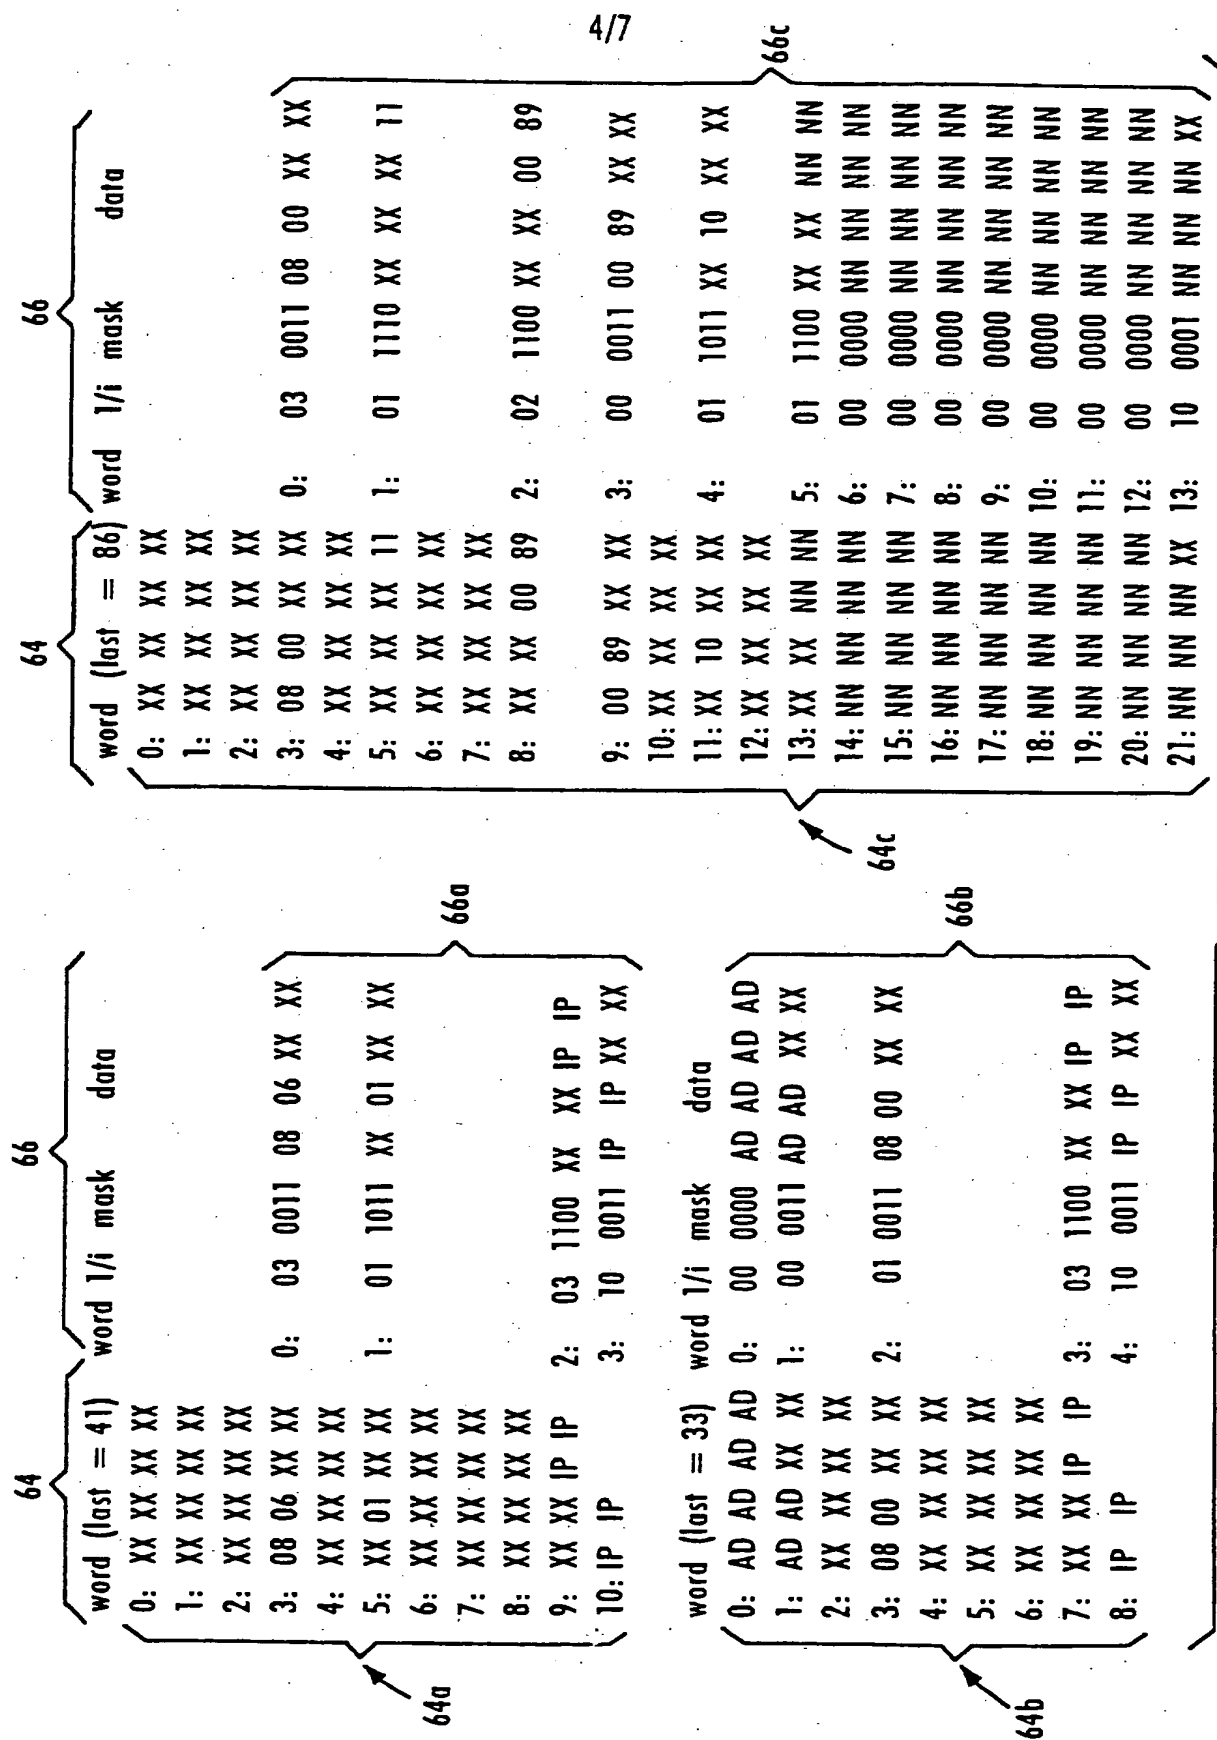 4/7
64 66
word (last = 41) word l/i mask data
0: XX XX XX XX
1: XX XX XX XX
2: XX XX XX XX
3: 08 06 XX XX 0: 03 0011 08 06 XX XX
4: XX XX XX XX
5: XX 01 XX XX 1: 01 1011 XX 01 XX XX
6: XX XX XX XX
7: XX XX XX XX
8: XX XX XX XX
9: XX XX IP IP 2: 03 1100 XX XX IP IP
10: IP IP 3: 10 0011 IP IP XX XX
64a 66a
word (last = 33) word l/i mask data
0: AD AD AD AD 0: 00 0000 AD AD AD AD
1: AD AD XX XX 1: 00 0011 AD AD XX XX
2: XX XX XX XX
3: 08 00 XX XX 2: 01 0011 08 00 XX XX
4: XX XX XX XX
5: XX XX XX XX
6: XX XX XX XX
7: XX XX IP IP 3: 03 1100 XX XX IP IP
8: IP IP 4: 10 0011 IP IP XX XX
64b 66b
64 66
word (last = 86) word l/i mask data
0: XX XX XX XX
1: XX XX XX XX
2: XX XX XX XX
3: 08 00 XX XX 0: 03 0011 08 00 XX XX
4: XX XX XX XX
5: XX XX XX 11 1: 01 1110 XX XX XX 11
6: XX XX XX XX
7: XX XX XX XX
8: XX XX 00 89 2: 02 1100 XX XX 00 89
9: 00 89 XX XX 3: 00 0011 00 89 XX XX
10: XX XX XX XX
11: XX 10 XX XX 4: 01 1011 XX 10 XX XX
12: XX XX XX XX
13: XX XX NN NN 5: 01 1100 XX XX NN NN
14: NN NN NN NN 6: 00 0000 NN NN NN NN
15: NN NN NN NN 7: 00 0000 NN NN NN NN
16: NN NN NN NN 8: 00 0000 NN NN NN NN
17: NN NN NN NN 9: 00 0000 NN NN NN NN
18: NN NN NN NN 10: 00 0000 NN NN NN NN
19: NN NN NN NN 11: 00 0000 NN NN NN NN
20: NN NN NN NN 12: 00 0000 NN NN NN NN
21: NN NN NN XX 13: 10 0001 NN NN NN XX
64c 66c